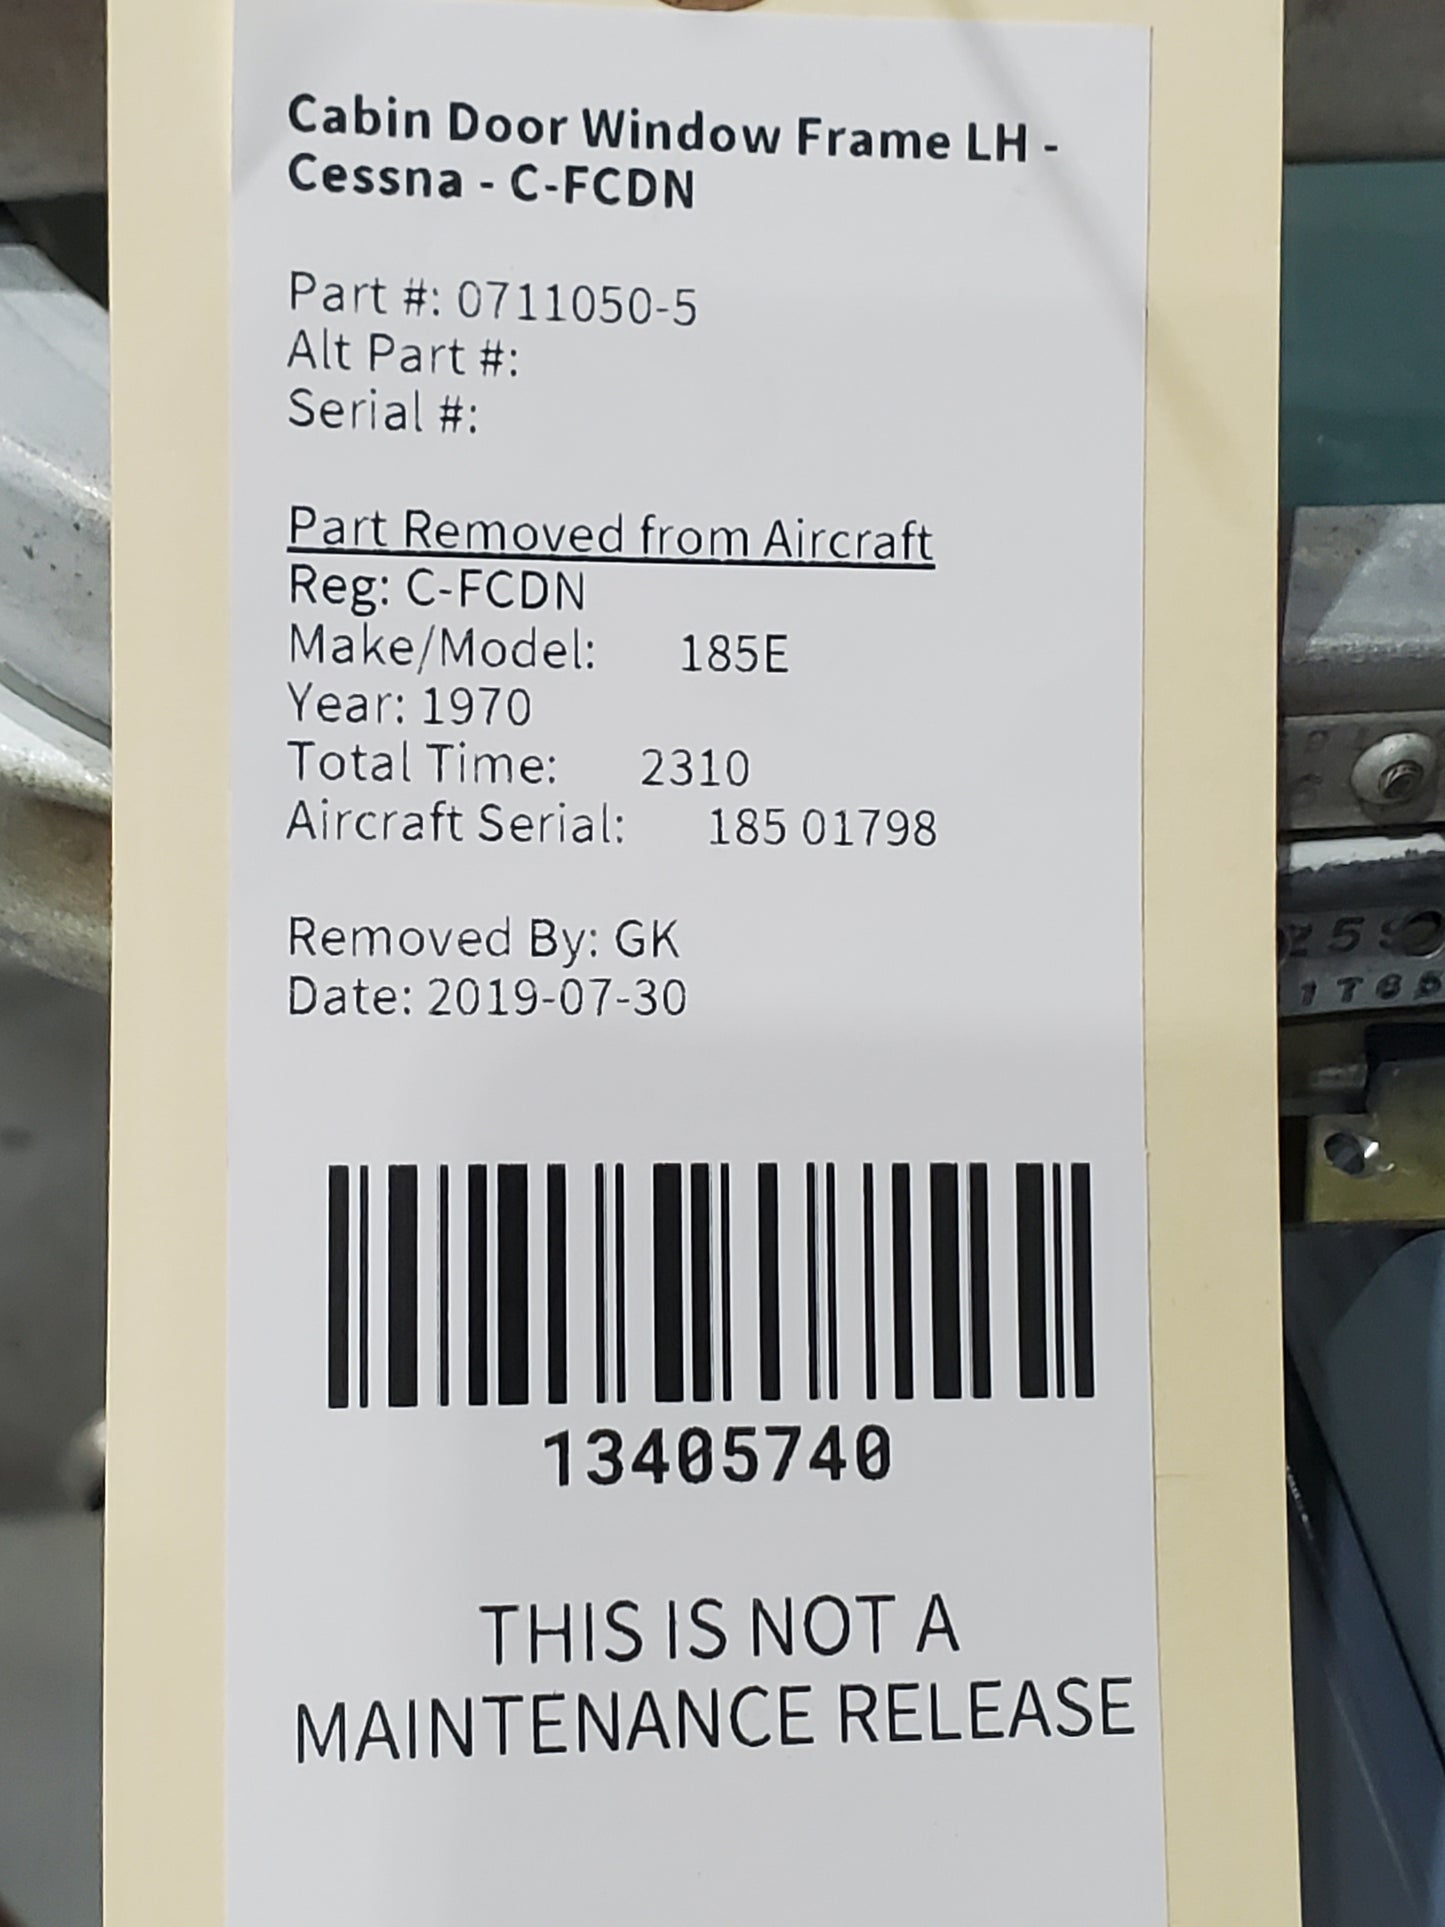 Cabin Door Window Frame LH -
Cessna - C-FCDN
Part #: 0711050-5
Alt Part #:
Serial #:
Part Removed from Aircraft
Reg: C-FCDN
Make/Model: 185E
Year: 1970
Total Time: 2310
Aircraft Serial: 185 01798
Removed By: GK
Date: 2019-07-30
13405740
THIS IS NOT A
MAINTENANCE RELEASE